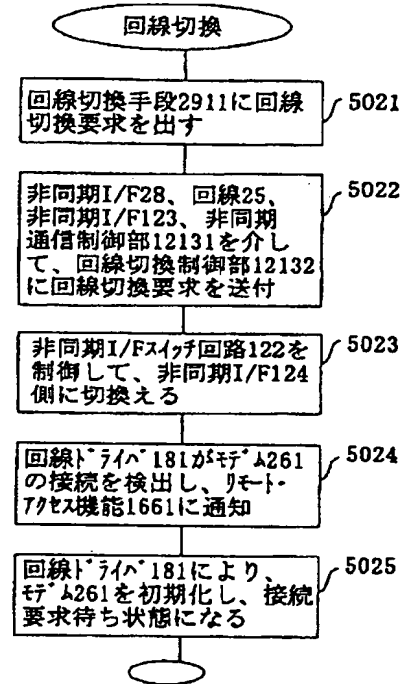 回線切換
回線切換手段2911に回線
切換要求を出す
5021
非同期I/F28、回線25、
非同期I/F123、非同期
通信制御部12131を介し
て、回線切換制御部12132
に回線切換要求を送付
5022
非同期I/Fスイッチ回路122を
制御して、非同期I/F124
側に切換える
5023
回線ドライバ181がモデム261
の接続を検出し、リモート・
アクセス機能1661に通知
5024
回線ドライバ181により、
モデム261を初期化し、接続
要求待ち状態になる
5025